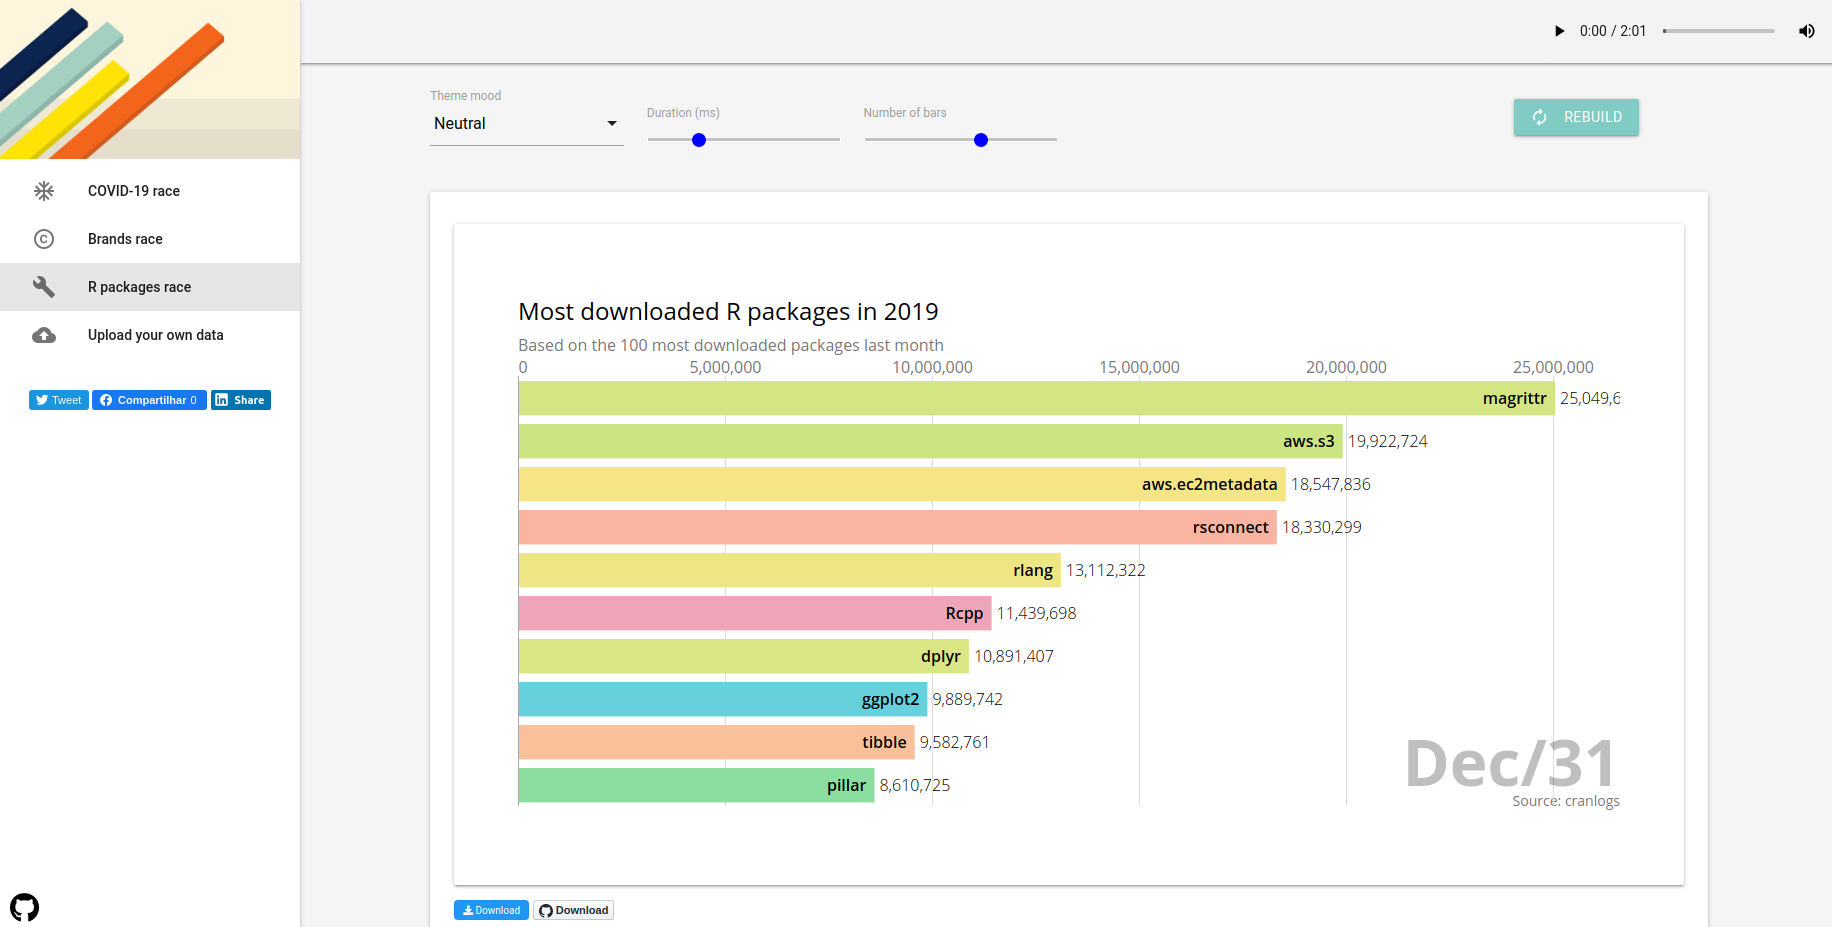 0:00 / 2:01
Theme mood
Neutral
Duration (ms)
Number of bars
REBUILD
COVID-19 race
Brands race
R packages race
Upload your own data
Tweet
Compartilhar 0
Share
Most downloaded R packages in 2019
Based on the 100 most downloaded packages last month
0 5,000,000 10,000,000 15,000,000 20,000,000 25,000,000
magrittr 25,049,6
aws.s3 19,922,724
aws.ec2metadata 18,547,836
rsconnect 18,330,299
rlang 13,112,322
Rcpp 11,439,698
dplyr 10,891,407
ggplot2 9,889,742
tibble 9,582,761
pillar 8,610,725
Dec/31
Source: cranlogs
Download
Download